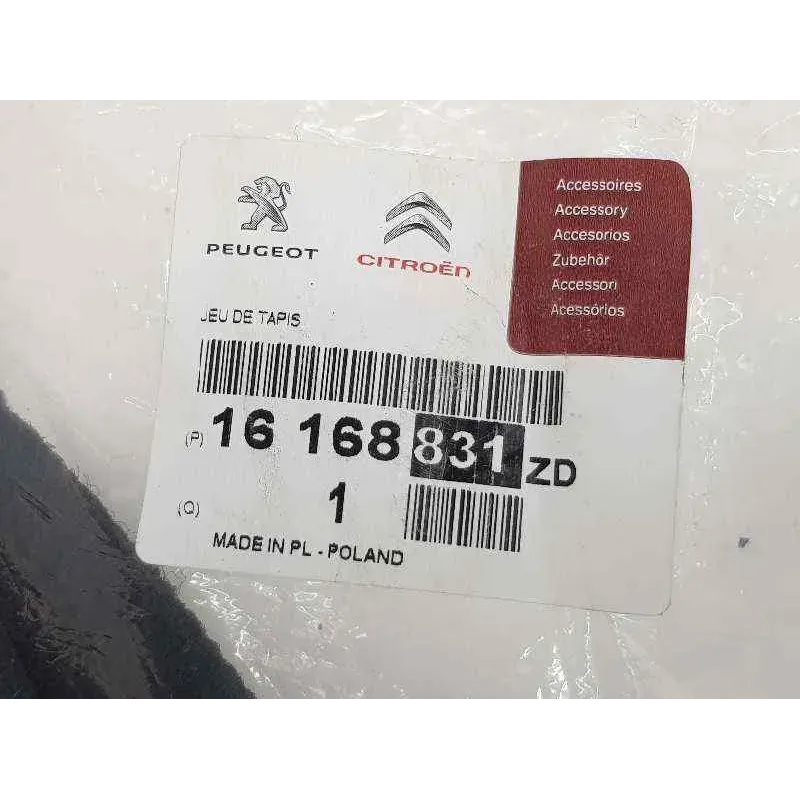 PEUGEOT
CITROËN
Accessoires
Accessory
Accesorios
Zubehör
Accessori
Acessórios
JEU DE TAPIS
(P) 16 168 831 ZD
(Q) 1
MADE IN PL - POLAND